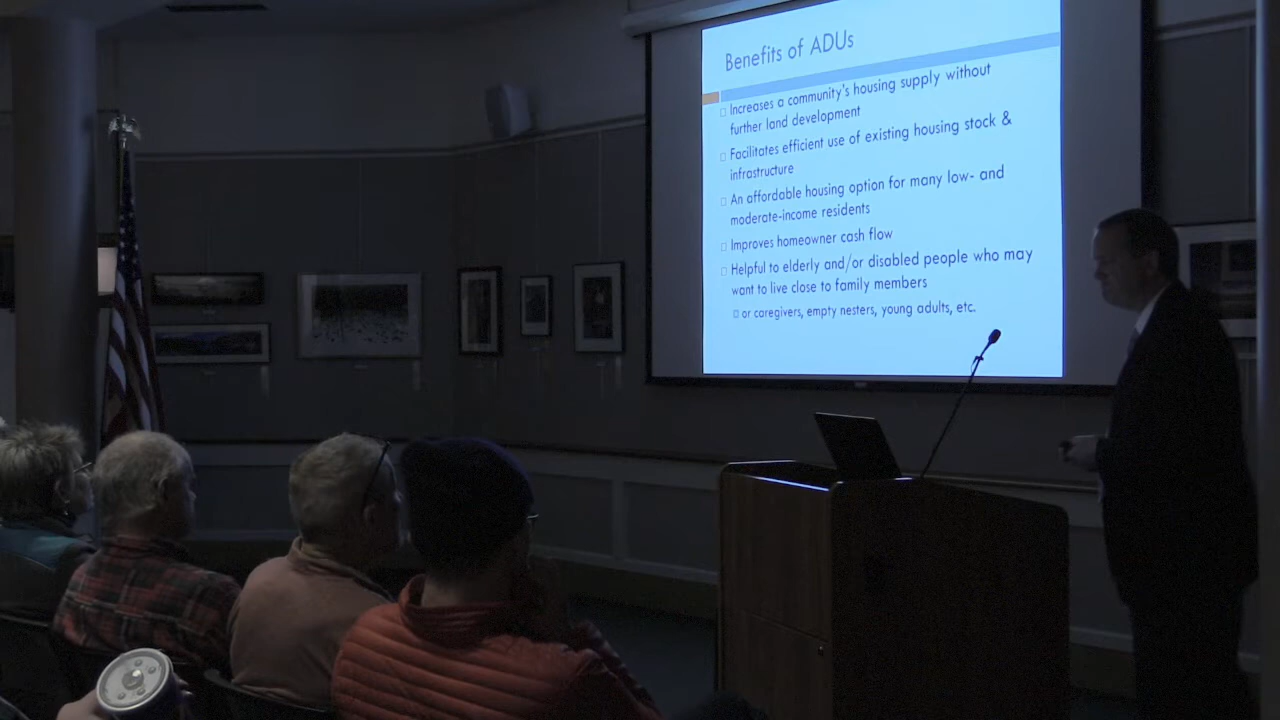 Benefits of ADUs
Increases a community's housing supply without
further land development
Facilitates efficient use of existing housing stock &
infrastructure
An affordable housing option for many low- and
moderate-income residents
Improves homeowner cash flow
Helpful to elderly and/or disabled people who may
want to live close to family members
or caregivers, empty nesters, young adults, etc.